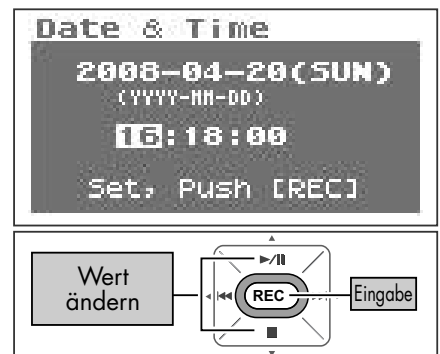 Date & Time
2008-04-20(SUN)
(YYYY-MM-DD)
16:18:00
Set, Push [REC]
Wert
ändern
REC
Eingabe